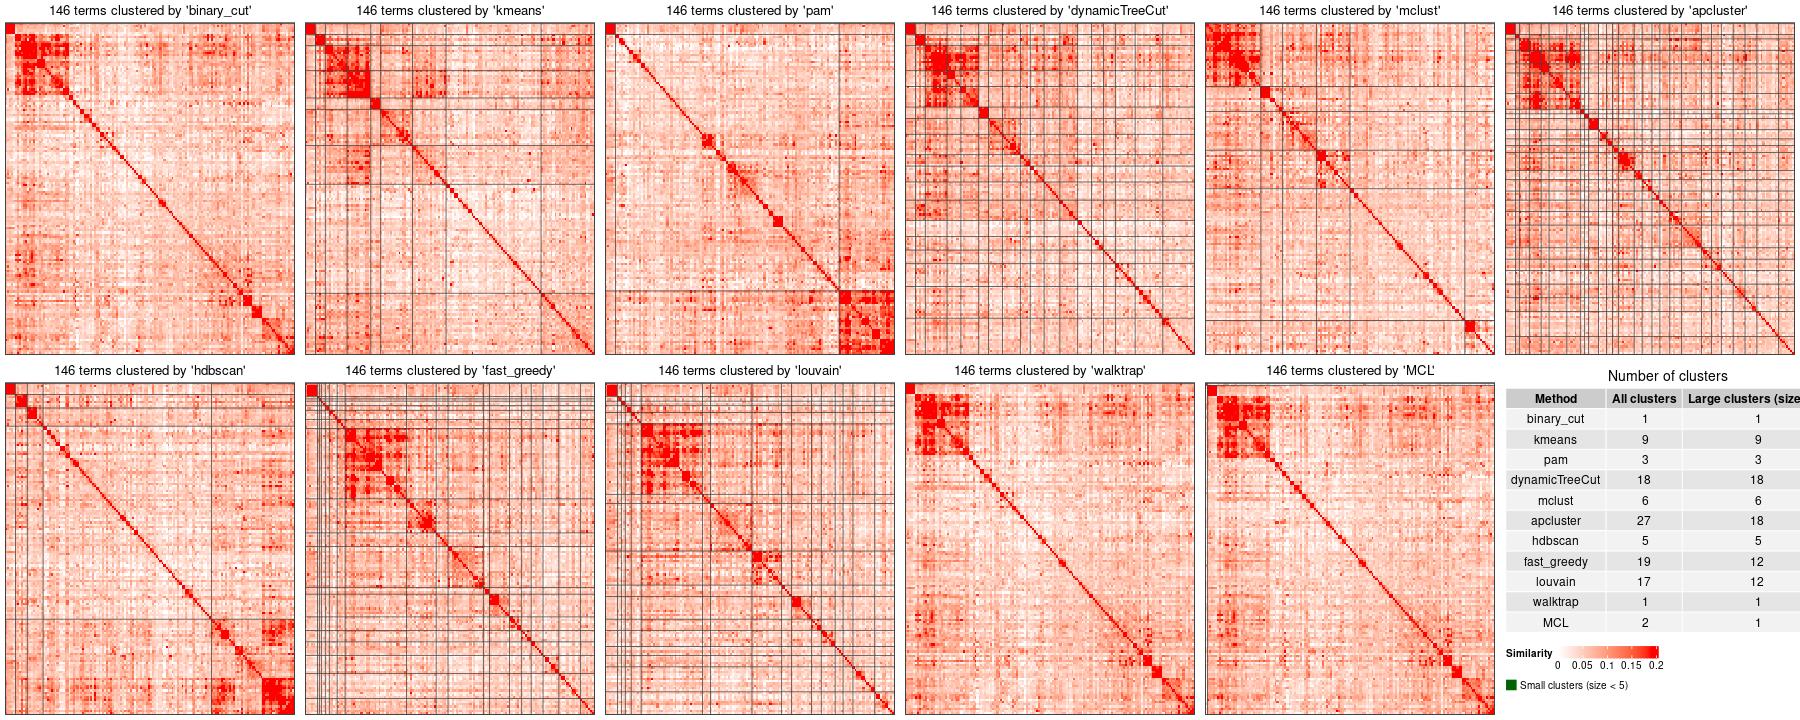 146 terms clustered by 'binary_cut'
146 terms clustered by 'kmeans'
146 terms clustered by 'pam'
146 terms clustered by 'dynamicTreeCut'
146 terms clustered by 'mclust'
146 terms clustered by 'apcluster'
146 terms clustered by 'hdbscan'
146 terms clustered by 'fast_greedy'
146 terms clustered by 'louvain'
146 terms clustered by 'walktrap'
146 terms clustered by 'MCL'
Number of clusters
Method All clusters Large clusters (size
binary_cut 1 1
kmeans 9 9
pam 3 3
dynamicTreeCut 18 18
mclust 6 6
apcluster 27 18
hdbscan 5 5
fast_greedy 19 12
louvain 17 12
walktrap 1 1
MCL 2 1
Similarity
0 0.05 0.1 0.15 0.2
Small clusters (size < 5)